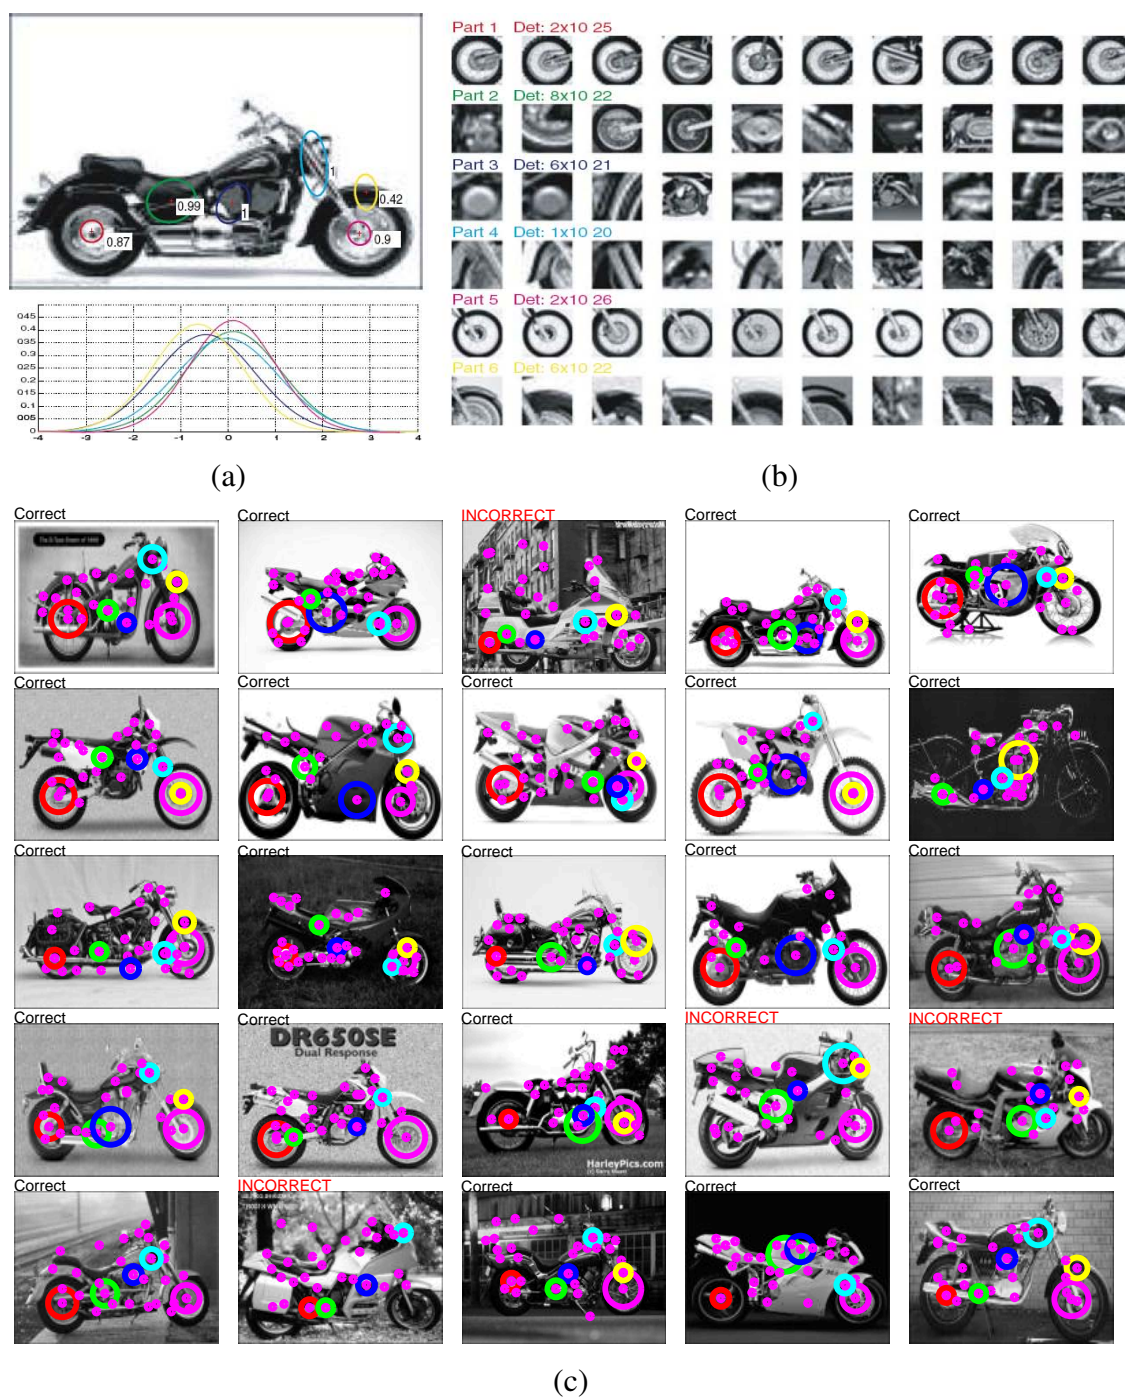 0.99
1
1
0.42
0.87
0.9
0.45
0.4
0.35
0.3
0.25
0.2
0.15
0.1
0.05
0
-4 -3 -2 -1 0 1 2 3 4
(a)
Part 1 Det: 2x10 25
Part 2 Det: 8x10 22
Part 3 Det: 6x10 21
Part 4 Det: 1x10 20
Part 5 Det: 2x10 26
Part 6 Det: 6x10 22
(b)
Correct Correct INCORRECT Correct Correct
Correct Correct Correct Correct Correct
Correct Correct Correct Correct Correct
Correct Correct Correct INCORRECT INCORRECT
DR650SE
Dual Response
HarleyPics.com
Correct INCORRECT Correct Correct Correct
(c)